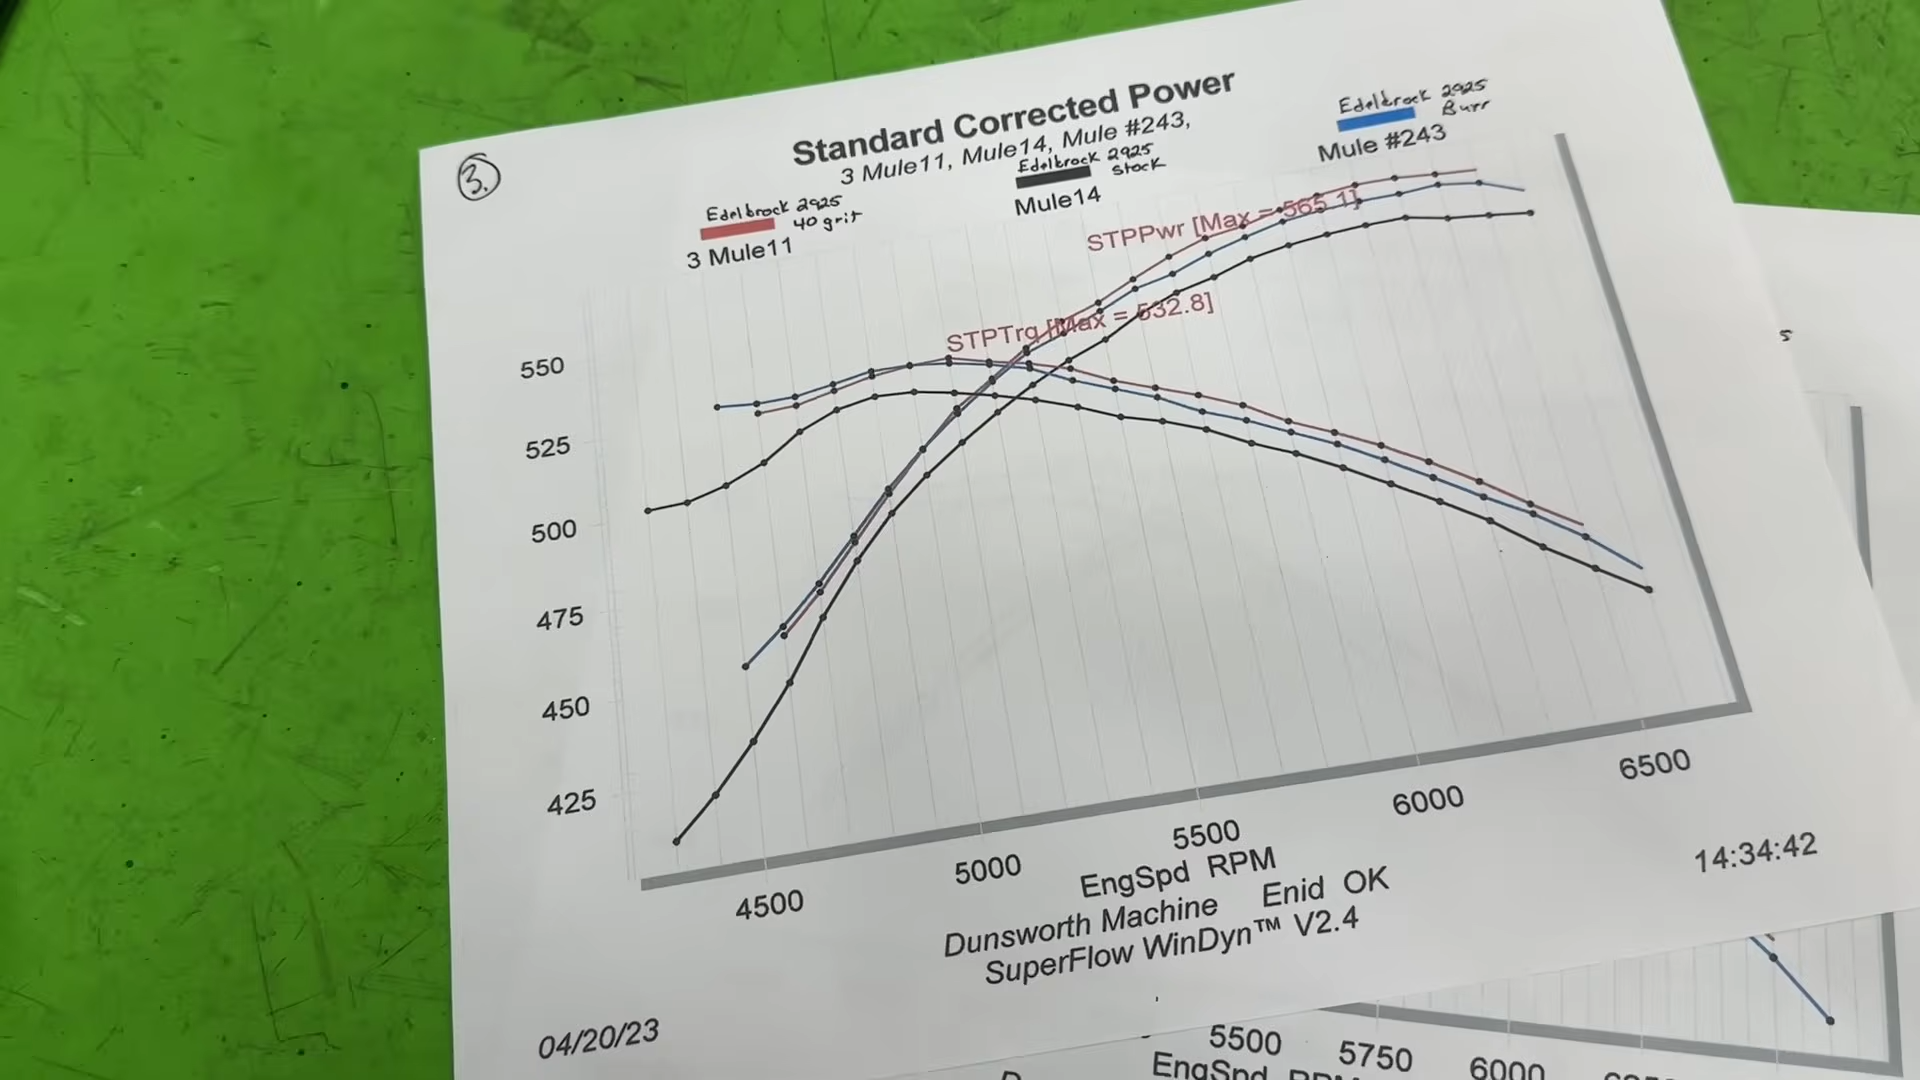 3.
Standard Corrected Power
3 Mule11, Mule14, Mule #243,
Edelbrock 2925
40 grit
3 Mule11
Edelbrock 2925
stock
Mule14
Edelbrock 2925
Burr
Mule #243
STPPwr [Max = 565.1]
STPTrq [Max = 532.8]
550
525
500
475
450
425
4500 5000 5500 6000 6500
EngSpd RPM
Dunsworth Machine Enid OK
SuperFlow WinDyn™ V2.4
14:34:42
04/20/23
5
5500 5750 6000
EngSpd